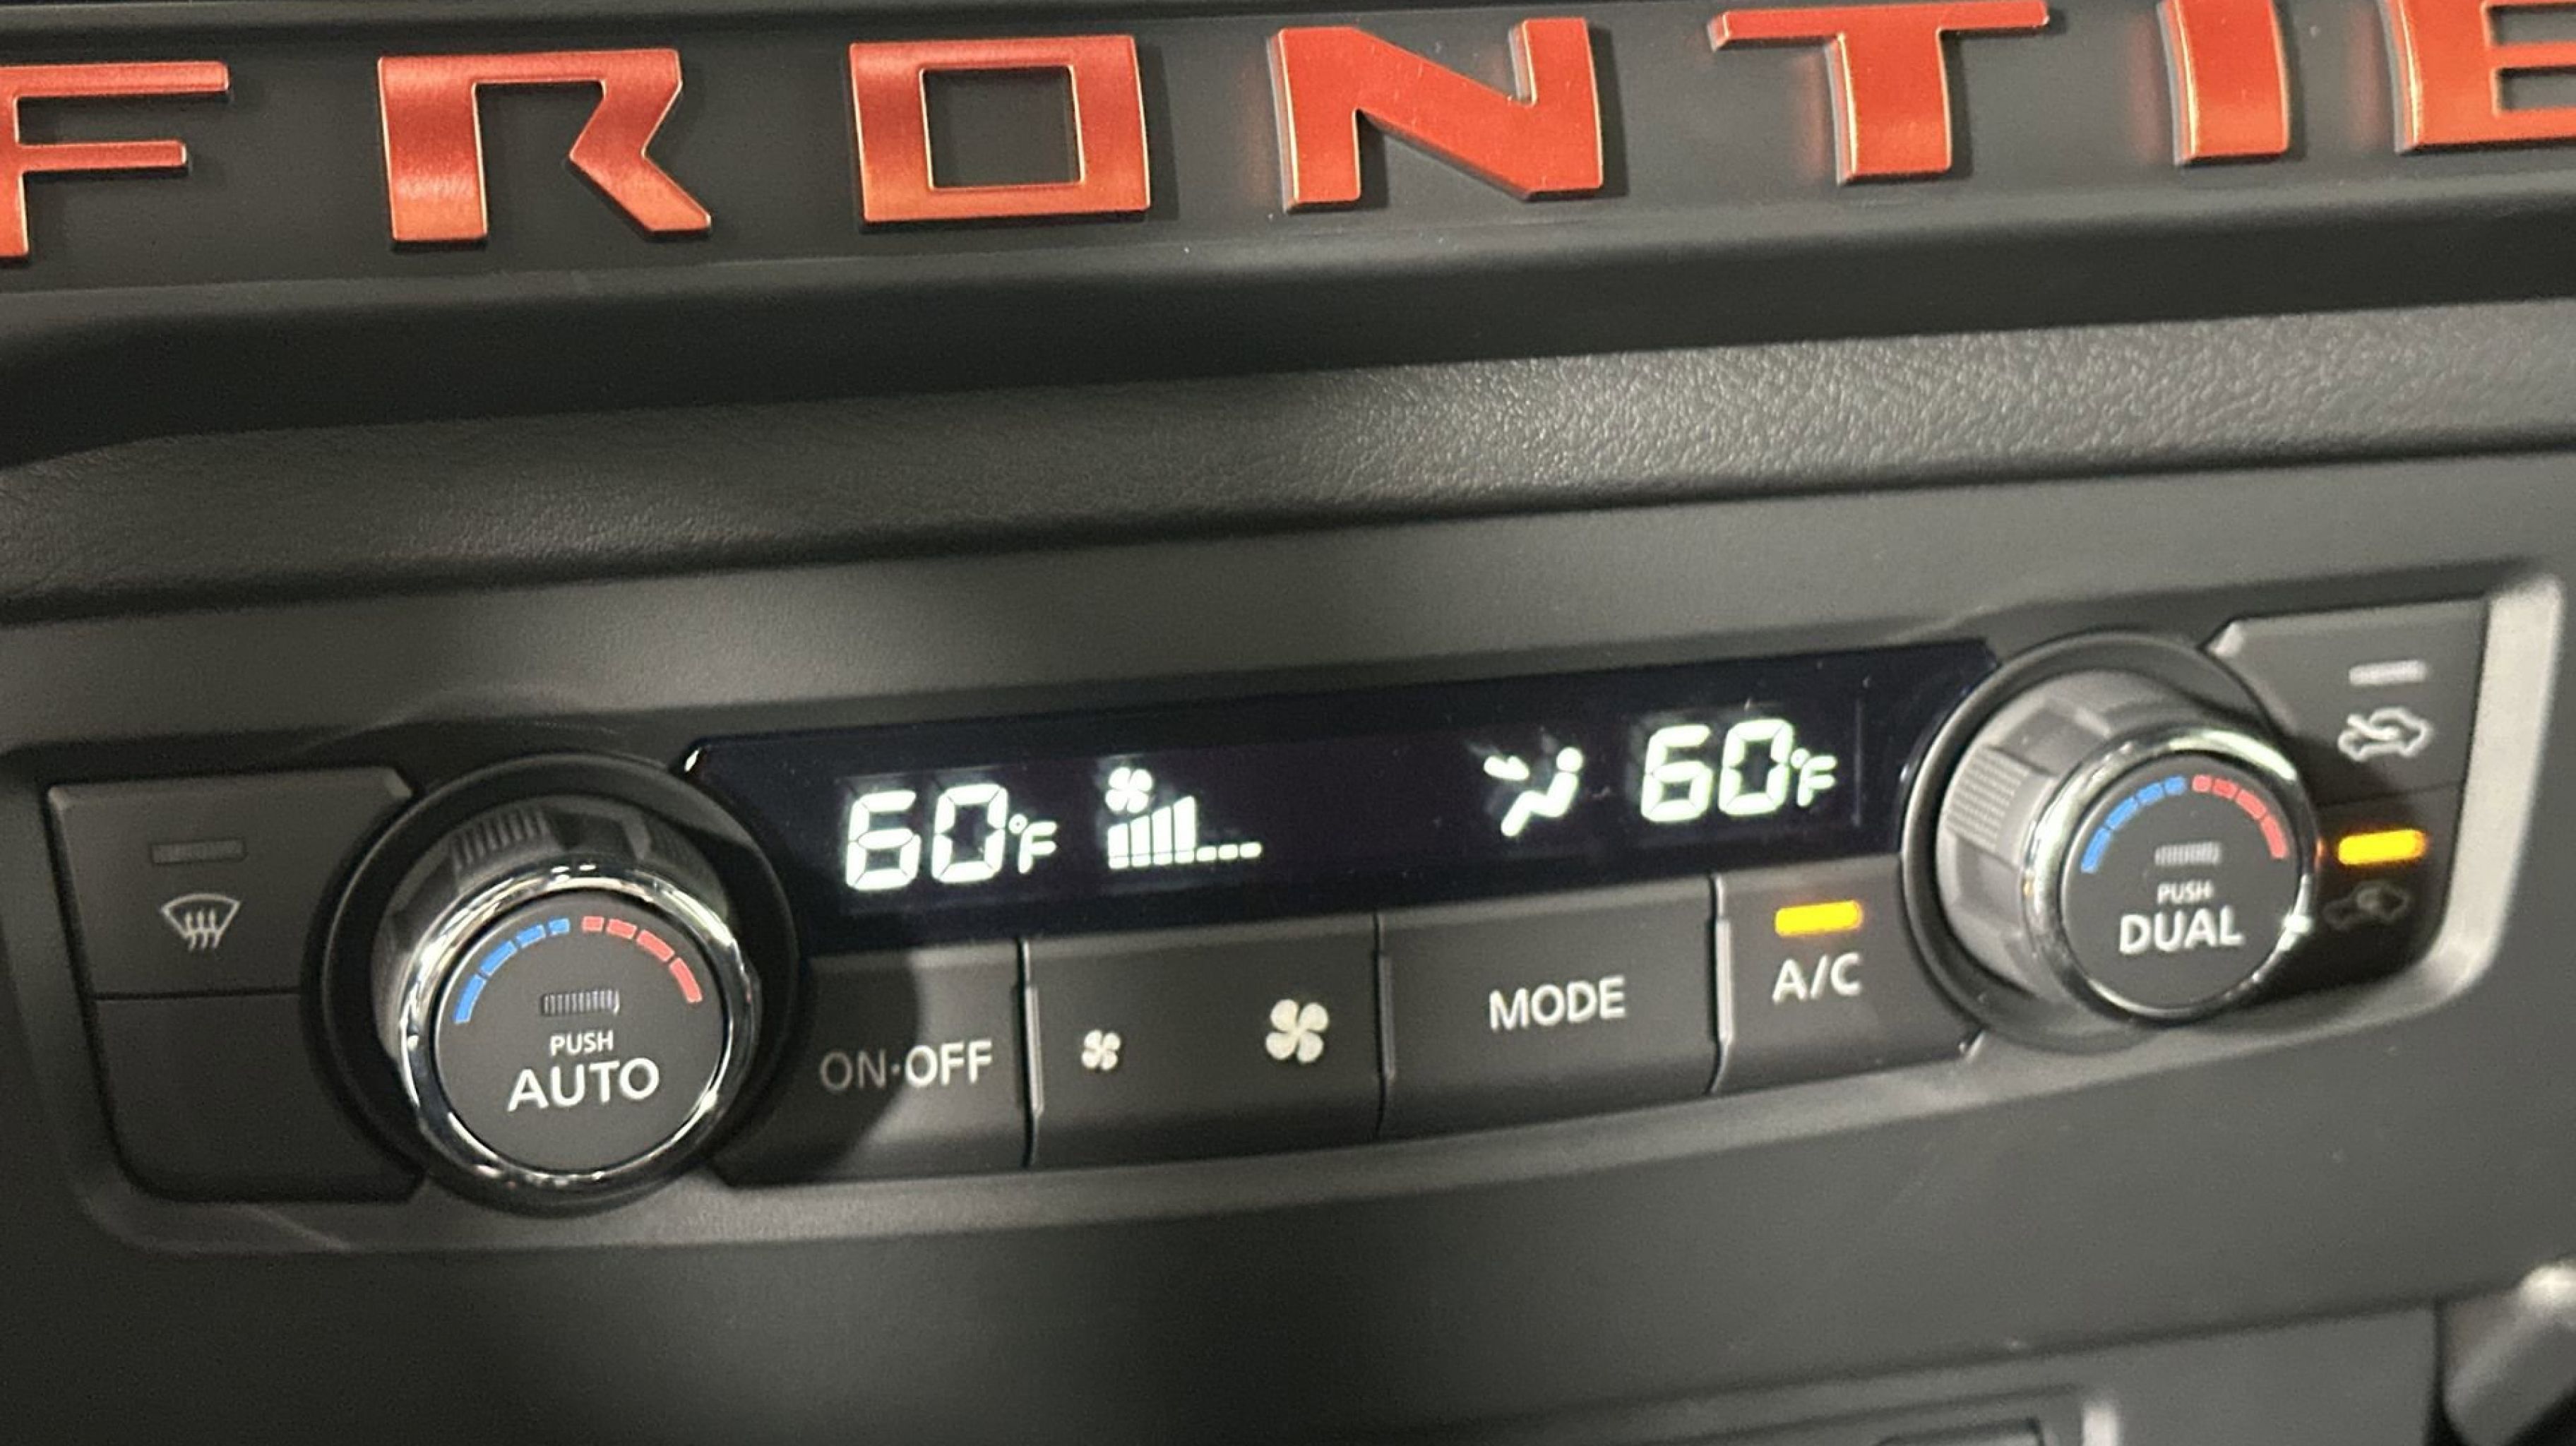 FRONTIE
60°F 60°F
PUSH
AUTO
ON·OFF
MODE
A/C
PUSH
DUAL